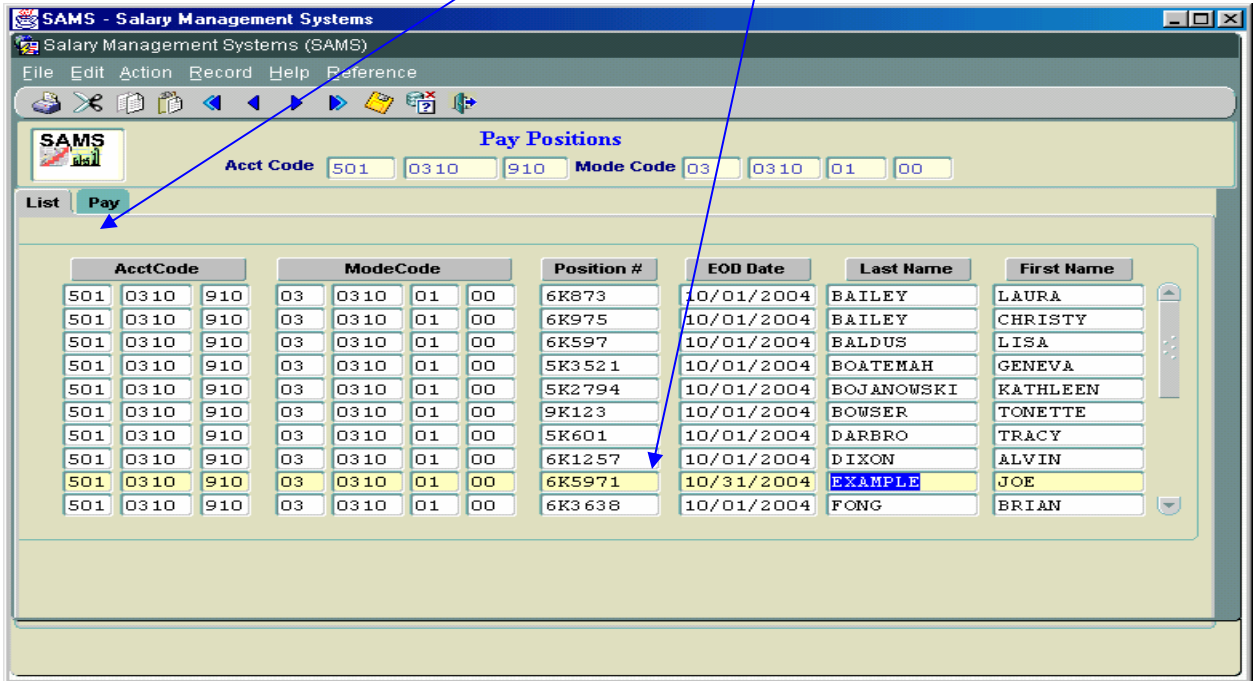 SAMS - Salary Management Systems
Salary Management Systems (SAMS)
File Edit Action Record Help Reference
SAMS
Pay Positions
Acct Code 501 0310 910 Mode Code 03 0310 01 00
List Pay
AcctCode ModeCode Position # EOD Date Last Name First Name
501 0310 910 03 0310 01 00 6K873 10/01/2004 BAILEY LAURA
501 0310 910 03 0310 01 00 6K975 10/01/2004 BAILEY CHRISTY
501 0310 910 03 0310 01 00 6K597 10/01/2004 BALDUS LISA
501 0310 910 03 0310 01 00 5K3521 10/01/2004 BOATEMAH GENEVA
501 0310 910 03 0310 01 00 5K2794 10/01/2004 BOJANOWSKI KATHLEEN
501 0310 910 03 0310 01 00 9K123 10/01/2004 BOWSER TONETTE
501 0310 910 03 0310 01 00 5K601 10/01/2004 DARBRO TRACY
501 0310 910 03 0310 01 00 6K1257 10/01/2004 DIXON ALVIN
501 0310 910 03 0310 01 00 6K5971 10/31/2004 EXAMPLE JOE
501 0310 910 03 0310 01 00 6K3638 10/01/2004 FONG BRIAN